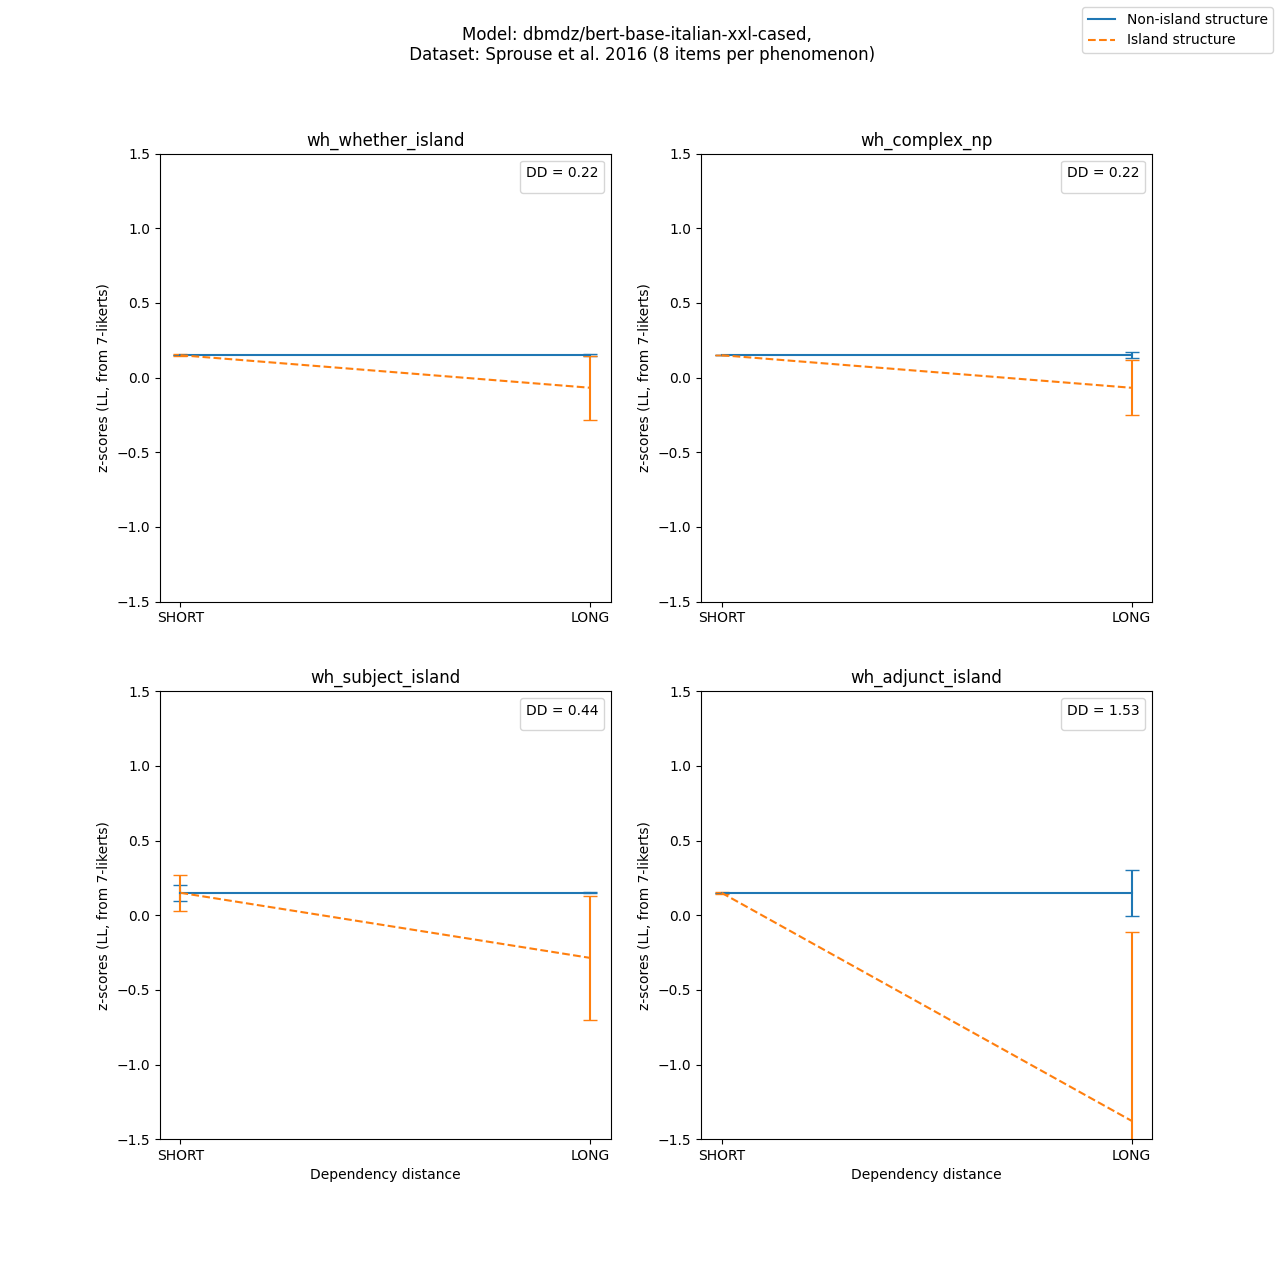 Model: dbmdz/bert-base-italian-xxl-cased,
Dataset: Sprouse et al. 2016 (8 items per phenomenon)
Non-island structure
Island structure
wh_whether_island
DD = 0.22
1.5
1.0
0.5
0.0
−0.5
−1.0
−1.5
z-scores (LL, from 7-likerts)
SHORT LONG
wh_complex_np
DD = 0.22
1.5
1.0
0.5
0.0
−0.5
−1.0
−1.5
z-scores (LL, from 7-likerts)
SHORT LONG
wh_subject_island
DD = 0.44
1.5
1.0
0.5
0.0
−0.5
−1.0
−1.5
z-scores (LL, from 7-likerts)
SHORT LONG
Dependency distance
wh_adjunct_island
DD = 1.53
1.5
1.0
0.5
0.0
−0.5
−1.0
−1.5
z-scores (LL, from 7-likerts)
SHORT LONG
Dependency distance